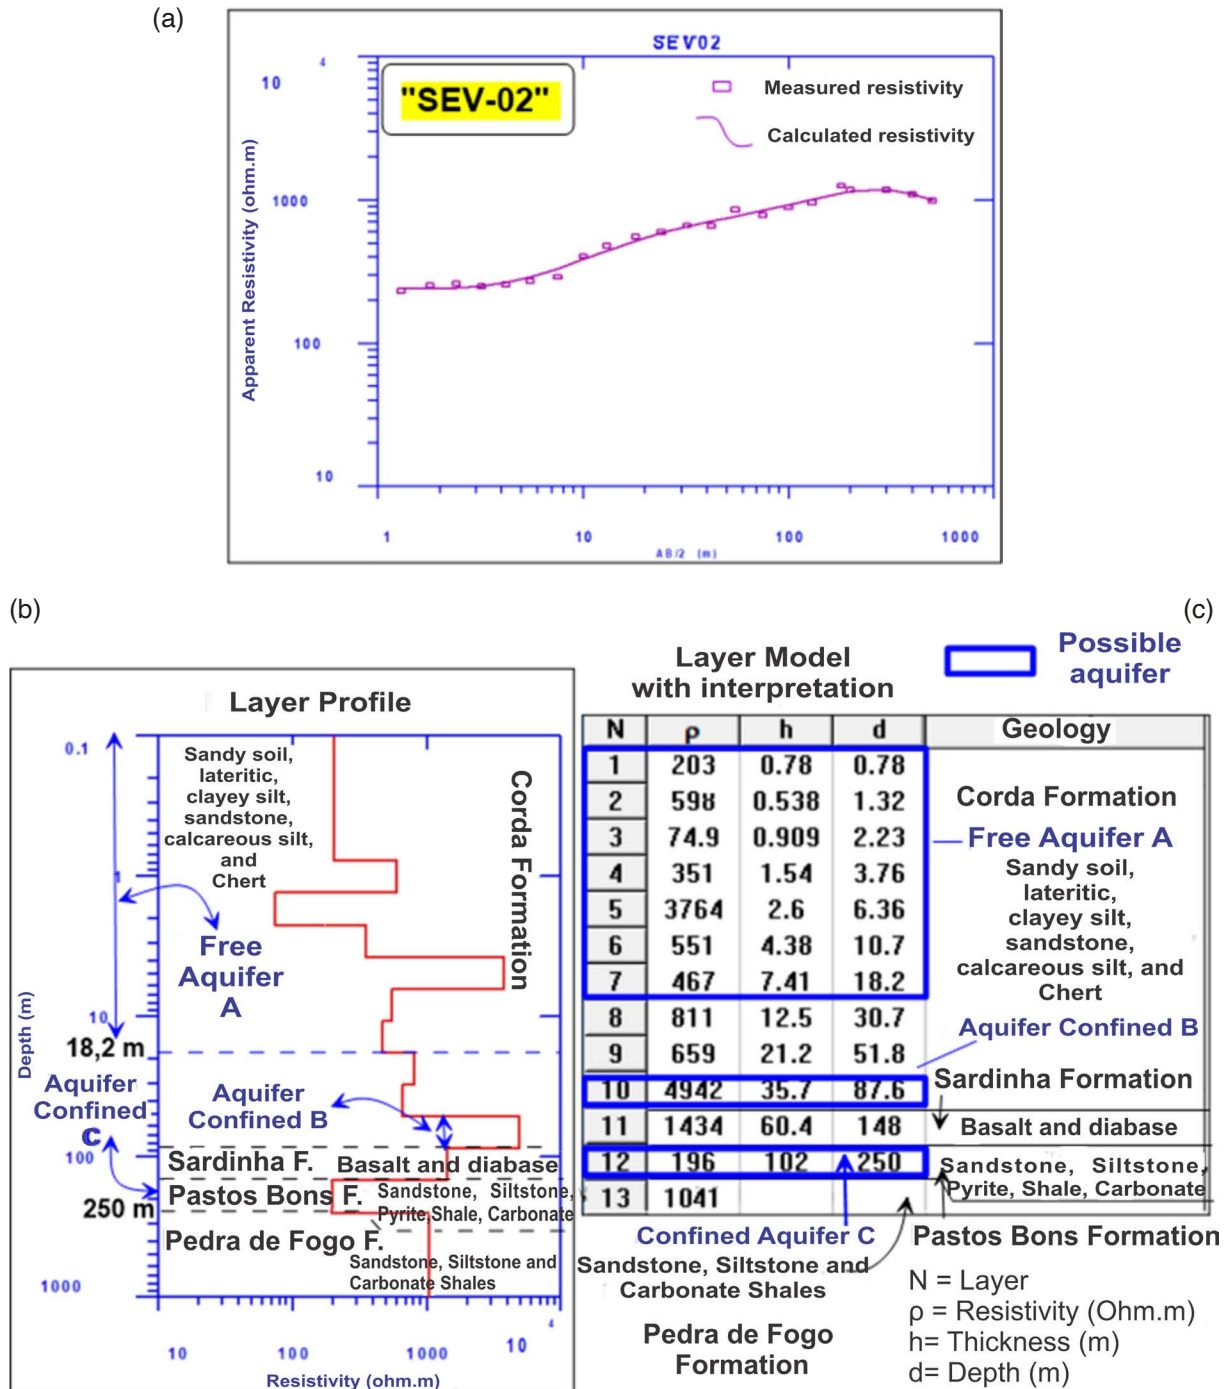 (a)
SEV02
"SEV-02"
Measured resistivity
Calculated resistivity
Apparent Resistivity (ohm.m)
10 4
1000
100
10
1 10 100 1000
AB/2 (m)
(b)
Layer Profile
0.1
1
10
18,2 m
100
250 m
1000
Depth (m)
Sandy soil,
lateritic,
clayey silt,
sandstone,
calcareous silt,
and
Chert
Corda Formation
Free
Aquifer
A
Aquifer
Confined
C
Aquifer
Confined B
Sardinha F. Basalt and diabase
Pastos Bons F. Sandstone, Siltstone,
Pyrite,Shale, Carbonate
Pedra de Fogo F.
Sandstone, Siltstone and
Carbonate Shales
10 100 1000 10 4
Resistivity (ohm.m)
(c)
Layer Model
with interpretation
Possible
aquifer
N ρ h d Geology
1 203 0.78 0.78
2 598 0.538 1.32
3 74.9 0.909 2.23
4 351 1.54 3.76
5 3764 2.6 6.36
6 551 4.38 10.7
7 467 7.41 18.2
8 811 12.5 30.7
9 659 21.2 51.8
10 4942 35.7 87.6
11 1434 60.4 148
12 196 102 250
13 1041
Corda Formation
Free Aquifer A
Sandy soil,
lateritic,
clayey silt,
sandstone,
calcareous silt, and
Chert
Aquifer Confined B
Sardinha Formation
Basalt and diabase
Sandstone, Siltstone,
Pyrite, Shale, Carbonate
Confined Aquifer C
Pastos Bons Formation
Sandstone, Siltstone and
Carbonate Shales
Pedra de Fogo
Formation
N = Layer
ρ = Resistivity (Ohm.m)
h= Thickness (m)
d= Depth (m)